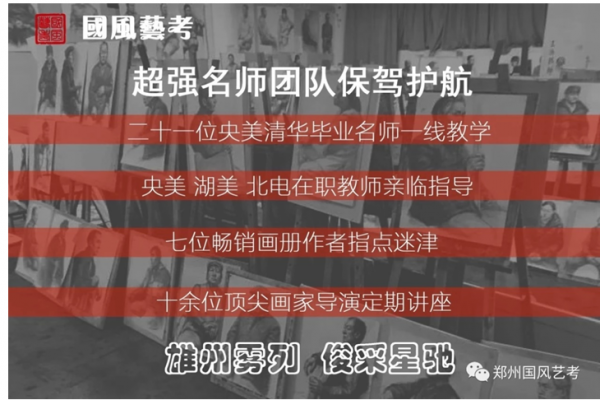 國風藝考
超强名师团队保驾护航
二十一位央美清华毕业名师一线教学
央美 湖美 北电在职教师亲临指导
七位畅销画册作者指点迷津
十余位顶尖画家导演定期讲座
雄州雾列 俊采星驰
郑州国风艺考